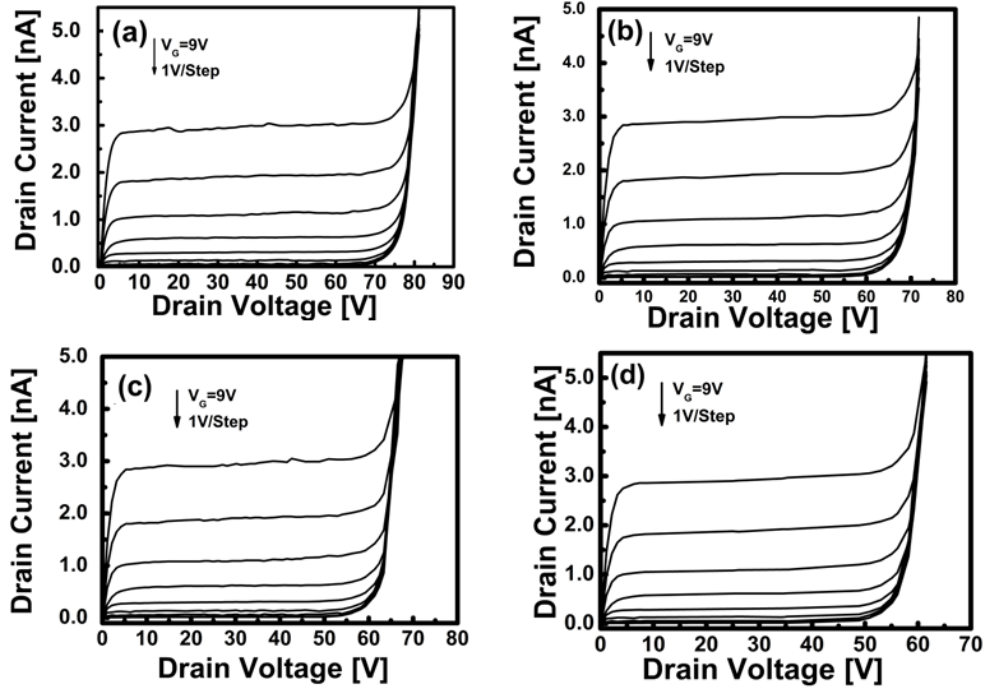 (a)
V_G=9V
1V/Step
Drain Current [nA]
5.0
4.0
3.0
2.0
1.0
0.0
0 10 20 30 40 50 60 70 80 90
Drain Voltage [V]
(b)
V_G=9V
1V/Step
Drain Current [nA]
5.0
4.0
3.0
2.0
1.0
0.0
0 10 20 30 40 50 60 70 80
Drain Voltage [V]
(c)
V_G=9V
1V/Step
Drain Current [nA]
5.0
4.0
3.0
2.0
1.0
0.0
0 10 20 30 40 50 60 70 80
Drain Voltage [V]
(d)
V_G=9V
1V/Step
Drain Current [nA]
5.0
4.0
3.0
2.0
1.0
0.0
0 10 20 30 40 50 60 70
Drain Voltage [V]